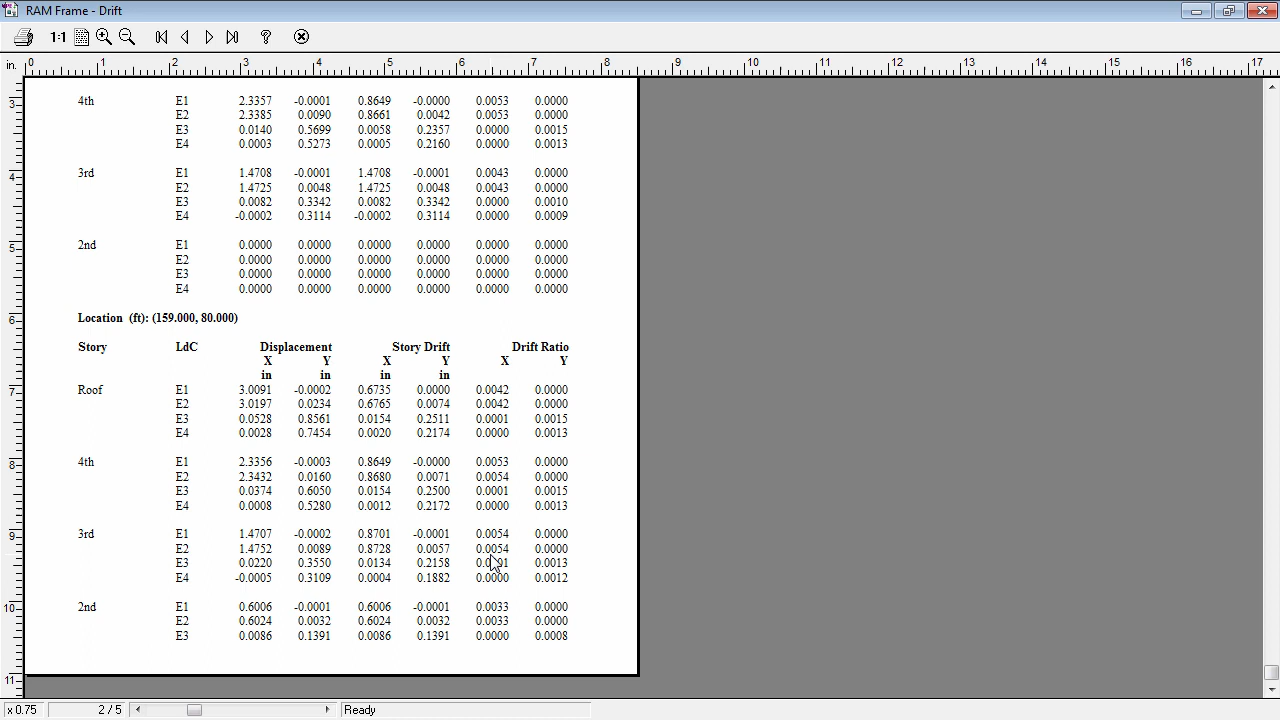 RAM Frame - Drift
1:1
in. 0 1 2 3 4 5 6 7 8 9 10 11 12 13 14 15 16 17
4th E1 2.3357 -0.0001 0.8649 -0.0000 0.0053 0.0000
E2 2.3385 0.0090 0.8661 0.0042 0.0053 0.0000
3 E3 0.0140 0.5699 0.0058 0.2357 0.0000 0.0015
E4 0.0003 0.5273 0.0005 0.2160 0.0000 0.0013
3rd E1 1.4708 -0.0001 1.4708 -0.0001 0.0043 0.0000
4 E2 1.4725 0.0048 1.4725 0.0048 0.0043 0.0000
E3 0.0082 0.3342 0.0082 0.3342 0.0000 0.0010
E4 -0.0002 0.3114 -0.0002 0.3114 0.0000 0.0009
5 2nd E1 0.0000 0.0000 0.0000 0.0000 0.0000 0.0000
E2 0.0000 0.0000 0.0000 0.0000 0.0000 0.0000
E3 0.0000 0.0000 0.0000 0.0000 0.0000 0.0000
E4 0.0000 0.0000 0.0000 0.0000 0.0000 0.0000
6 Location (ft): (159.000, 80.000)
Story LdC Displacement Story Drift Drift Ratio
X Y X Y X Y
in in in in
7 Roof E1 3.0091 -0.0002 0.6735 0.0000 0.0042 0.0000
E2 3.0197 0.0234 0.6765 0.0074 0.0042 0.0000
E3 0.0528 0.8561 0.0154 0.2511 0.0001 0.0015
E4 0.0028 0.7454 0.0020 0.2174 0.0000 0.0013
8 4th E1 2.3356 -0.0003 0.8649 -0.0000 0.0053 0.0000
E2 2.3432 0.0160 0.8680 0.0071 0.0054 0.0000
E3 0.0374 0.6050 0.0154 0.2500 0.0001 0.0015
E4 0.0008 0.5280 0.0012 0.2172 0.0000 0.0013
9 3rd E1 1.4707 -0.0002 0.8701 -0.0001 0.0054 0.0000
E2 1.4752 0.0089 0.8728 0.0057 0.0054 0.0000
E3 0.0220 0.3550 0.0134 0.2158 0.0013
E4 -0.0005 0.3109 0.0004 0.1882 0.0000 0.0012
10 2nd E1 0.6006 -0.0001 0.6006 -0.0001 0.0033 0.0000
E2 0.6024 0.0032 0.6024 0.0032 0.0033 0.0000
E3 0.0086 0.1391 0.0086 0.1391 0.0000 0.0008
11
x 0.75 2 / 5 Ready